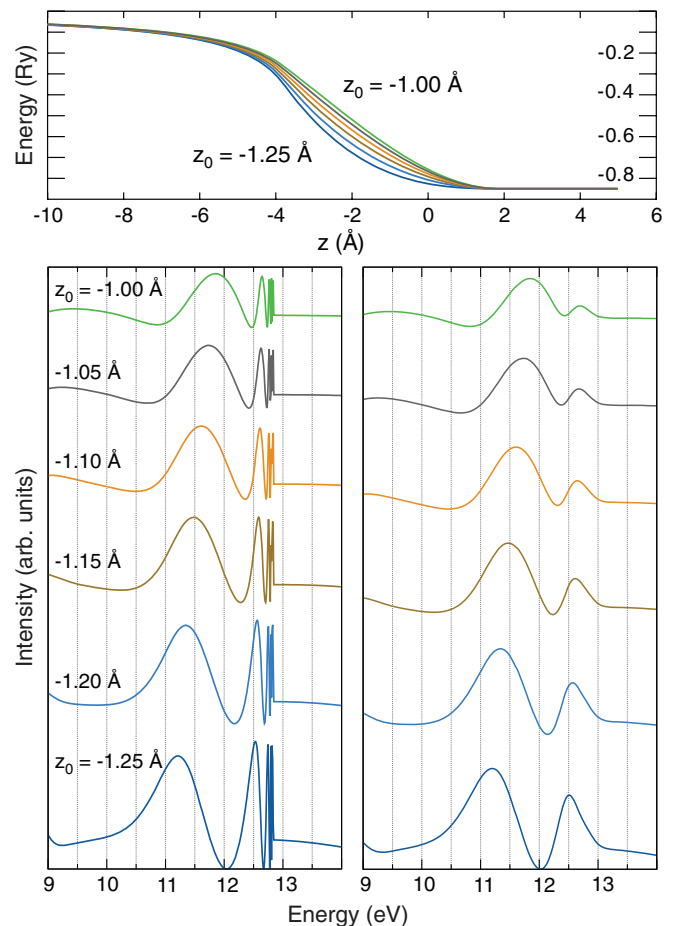 Energy (Ry)
-0.2
-0.4
-0.6
-0.8
z₀ = -1.00 Å
z₀ = -1.25 Å
-10 -8 -6 -4 -2 0 2 4 6
z (Å)
Intensity (arb. units)
z₀ = -1.00 Å
-1.05 Å
-1.10 Å
-1.15 Å
-1.20 Å
z₀ = -1.25 Å
9 10 11 12 13
9 10 11 12 13
Energy (eV)